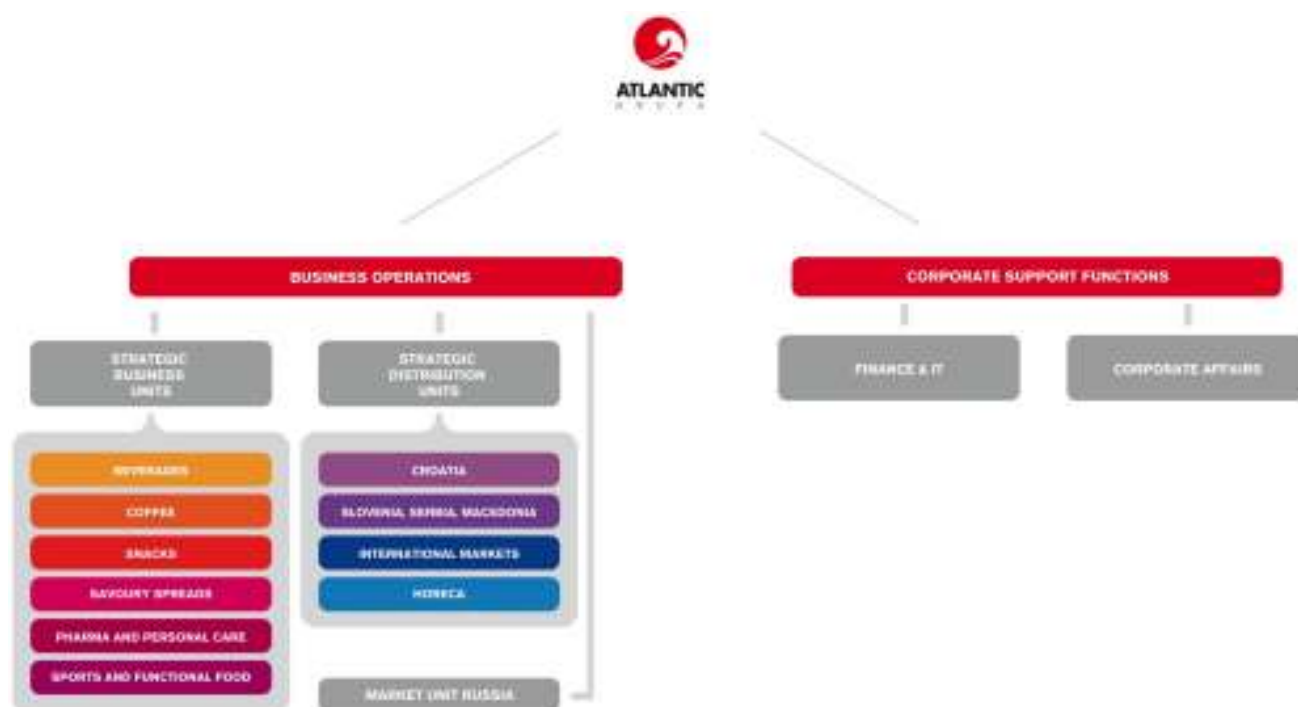 ATLANTIC
GRUPA
BUSINESS OPERATIONS
CORPORATE SUPPORT FUNCTIONS
STRATEGIC
BUSINESS
UNITS
STRATEGIC
DISTRIBUTION
UNITS
FINANCE & IT
CORPORATE AFFAIRS
BEVERAGES
COFFEE
SNACKS
SAVOURY SPREADS
PHARMA AND PERSONAL CARE
SPORTS AND FUNCTIONAL FOOD
CROATIA
SLOVENIA, SERBIA, MACEDONIA
INTERNATIONAL MARKETS
HORECA
MARKET UNIT RUSSIA